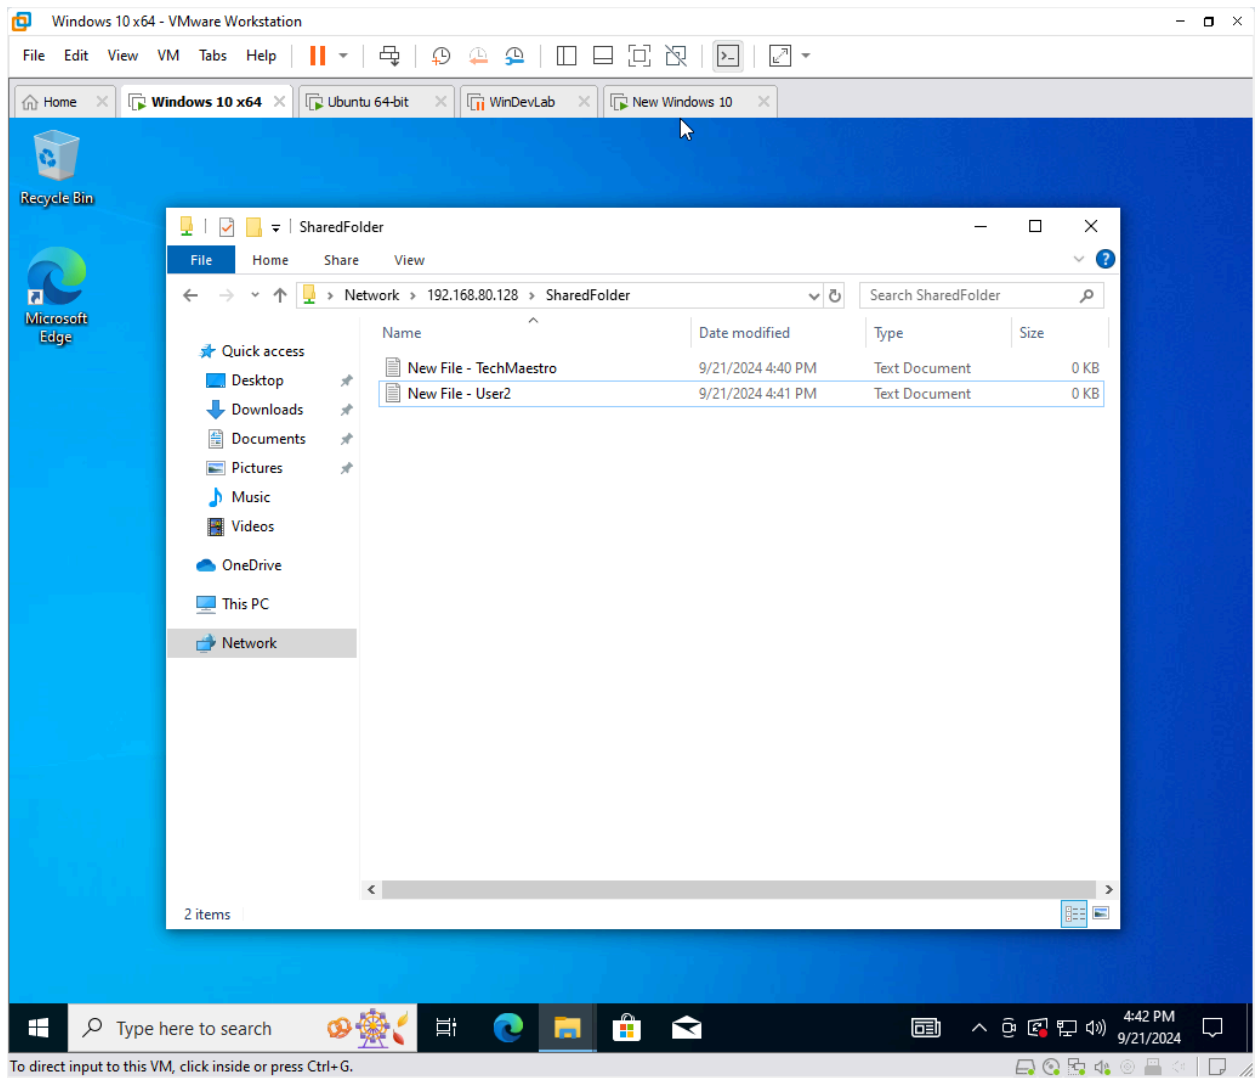 Windows 10 x64 - VMware Workstation
File Edit View VM Tabs Help
Home Windows 10 x64 Ubuntu 64-bit WinDevLab New Windows 10
Recycle Bin
Microsoft
Edge
SharedFolder
File Home Share View
Network › 192.168.80.128 › SharedFolder Search SharedFolder
Name Date modified Type Size
Quick access
Desktop
Downloads
Documents
Pictures
Music
Videos
OneDrive
This PC
Network
New File - TechMaestro 9/21/2024 4:40 PM Text Document 0 KB
New File - User2 9/21/2024 4:41 PM Text Document 0 KB
2 items
Type here to search
4:42 PM
9/21/2024
To direct input to this VM, click inside or press Ctrl+G.